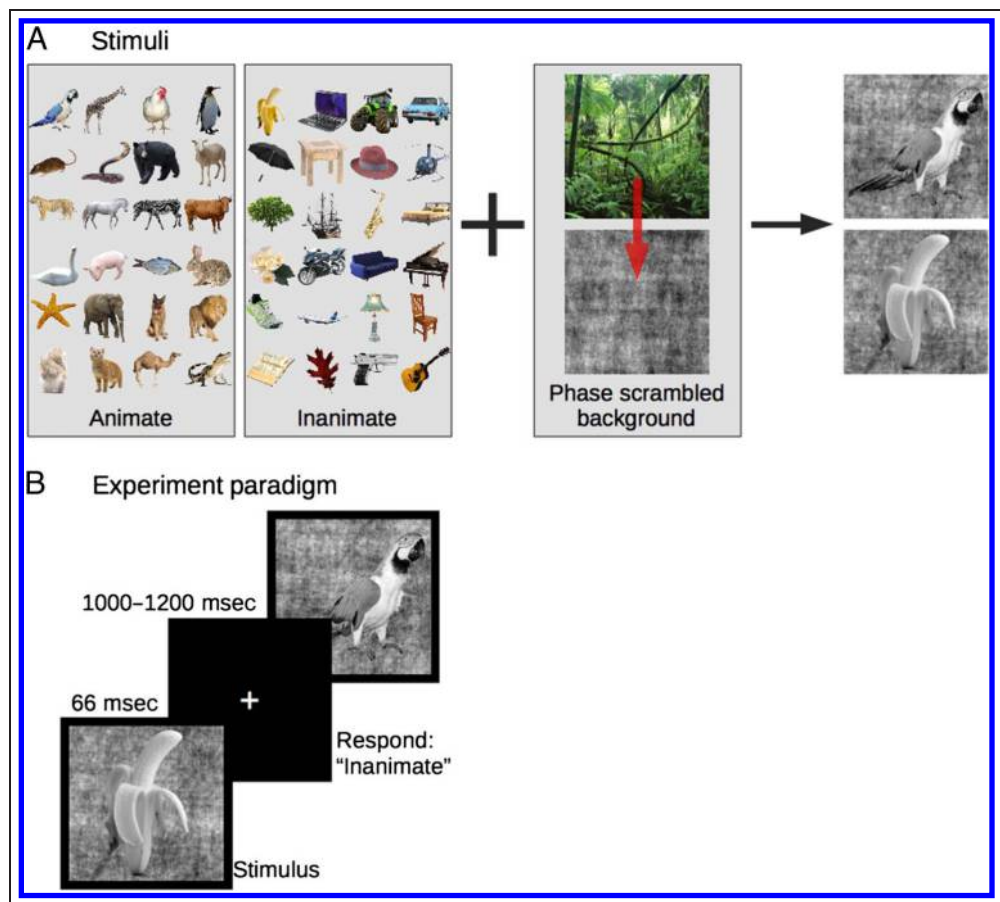 A Stimuli
Animate
Inanimate
Phase scrambled
background
B Experiment paradigm
1000–1200 msec
66 msec
Respond:
“Inanimate”
Stimulus